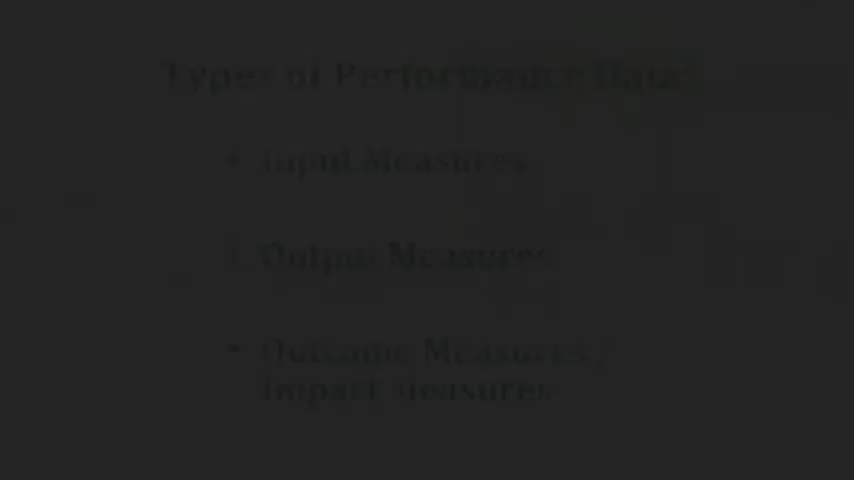 Types of Performance Data:
• Input Measures
• Output Measures
• Outcome Measures /
Impact Measures